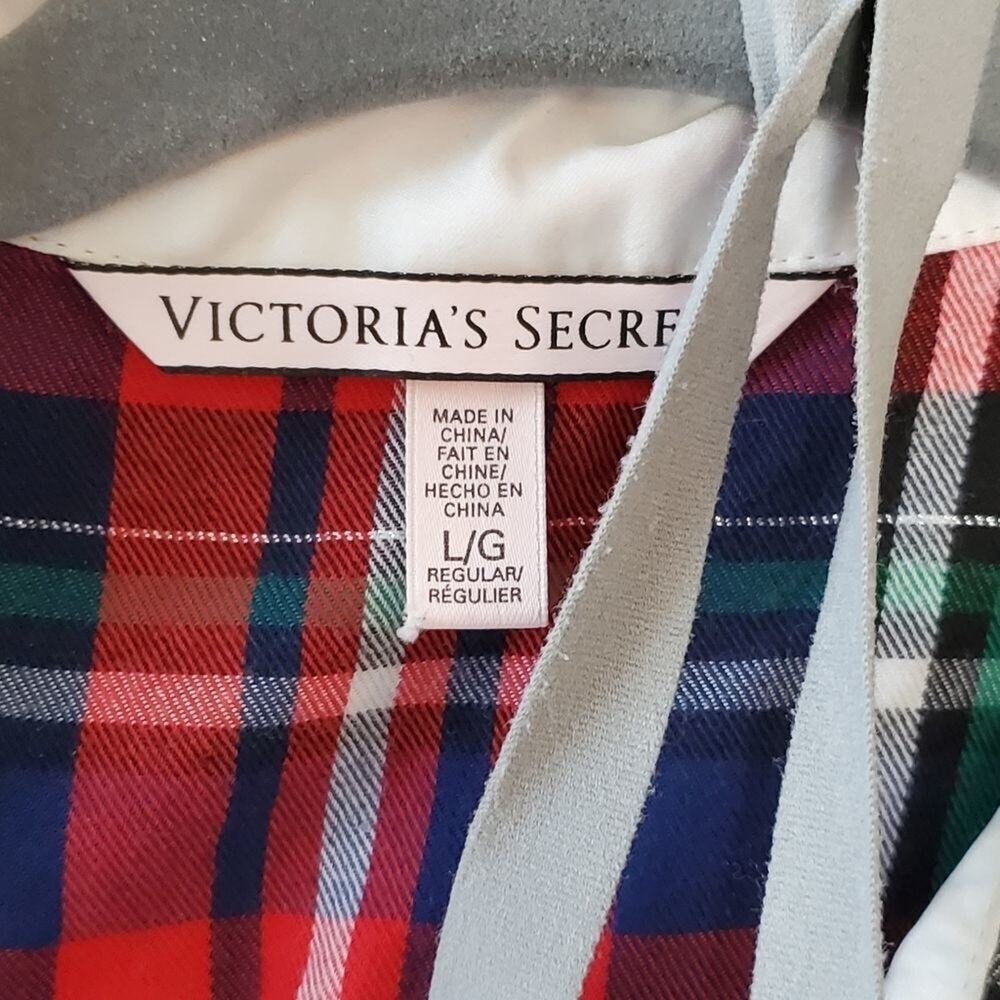 VICTORIA'S SECRE
MADE IN
CHINA/
FAIT EN
CHINE/
HECHO EN
CHINA
L/G
REGULAR/
RÉGULIER